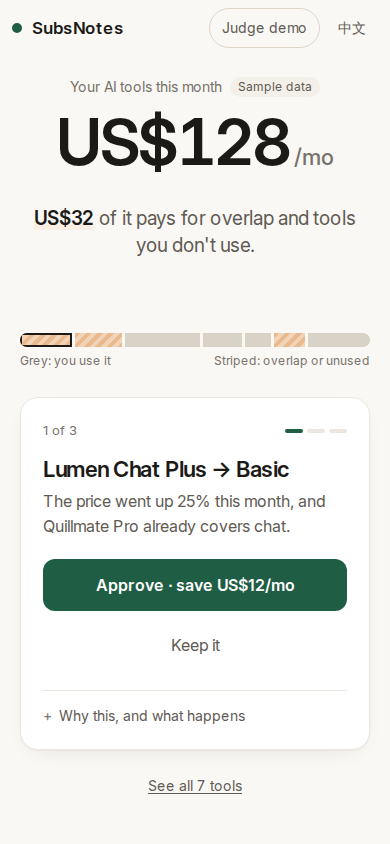 SubsNotes
Judge demo
中文
Your AI tools this month
Sample data
US$128/mo
US$32 of it pays for overlap and tools
you don't use.
Grey: you use it
Striped: overlap or unused
1 of 3
Lumen Chat Plus → Basic
The price went up 25% this month, and
Quillmate Pro already covers chat.
Approve · save US$12/mo
Keep it
+ Why this, and what happens
See all 7 tools